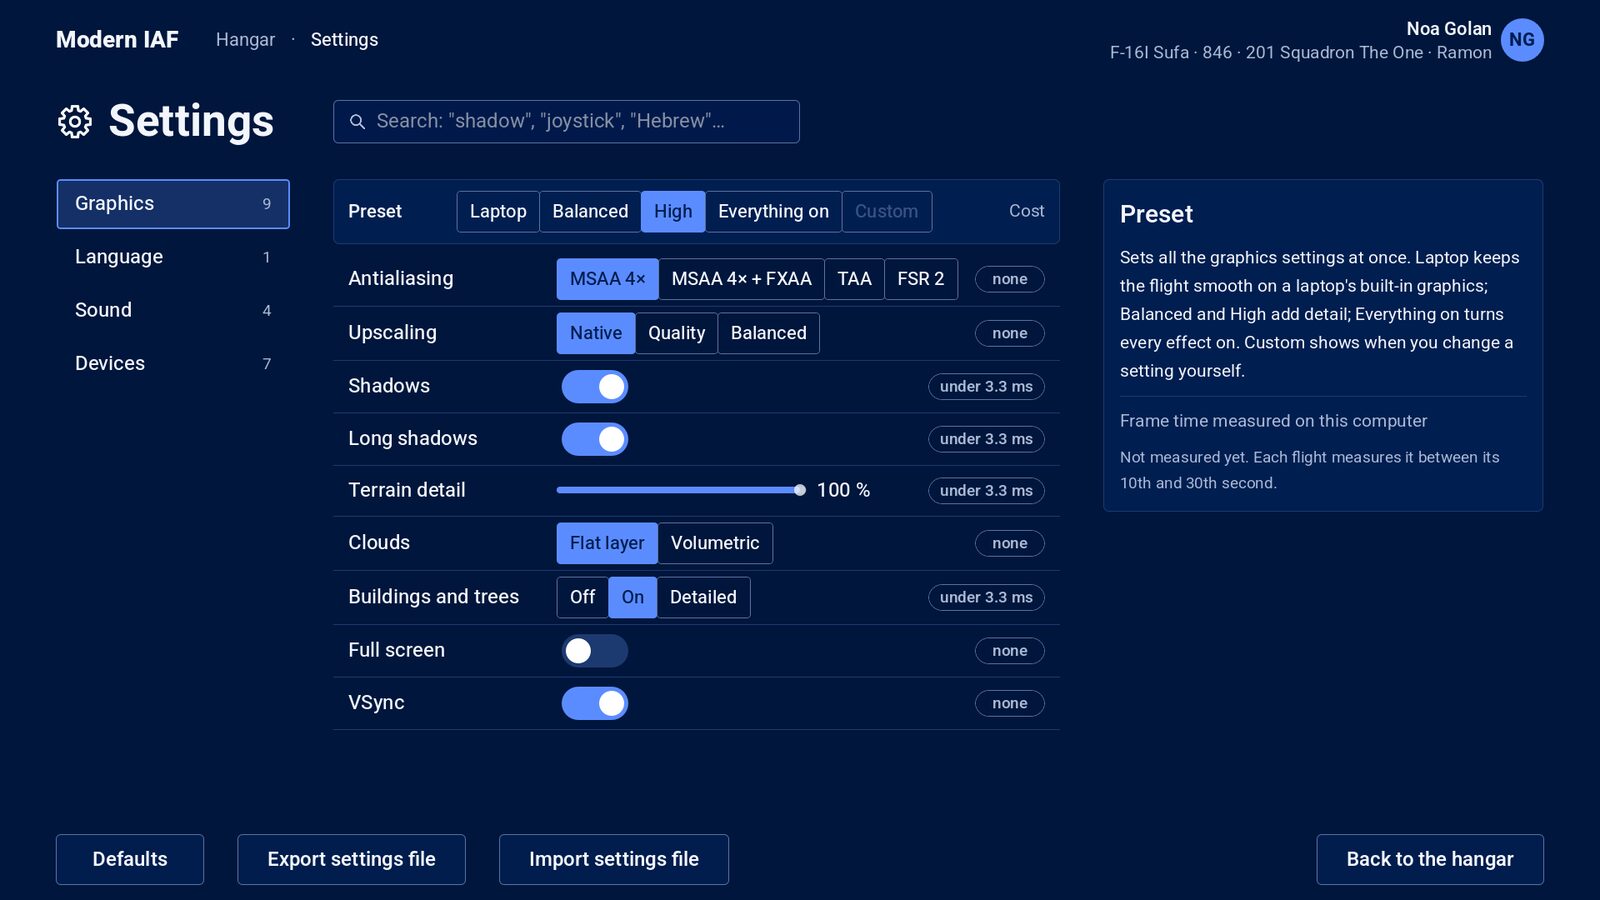 Modern IAF
Hangar · Settings
Noa Golan
F-16I Sufa · 846 · 201 Squadron The One · Ramon
NG
Settings
Search: "shadow", "joystick", "Hebrew"...
Graphics 9
Language 1
Sound 4
Devices 7
Preset Laptop Balanced High Everything on Custom Cost
Antialiasing MSAA 4× MSAA 4× + FXAA TAA FSR 2 none
Upscaling Native Quality Balanced none
Shadows under 3.3 ms
Long shadows under 3.3 ms
Terrain detail 100 % under 3.3 ms
Clouds Flat layer Volumetric none
Buildings and trees Off On Detailed under 3.3 ms
Full screen none
VSync none
Preset
Sets all the graphics settings at once. Laptop keeps
the flight smooth on a laptop's built-in graphics;
Balanced and High add detail; Everything on turns
every effect on. Custom shows when you change a
setting yourself.
Frame time measured on this computer
Not measured yet. Each flight measures it between its
10th and 30th second.
Defaults
Export settings file
Import settings file
Back to the hangar